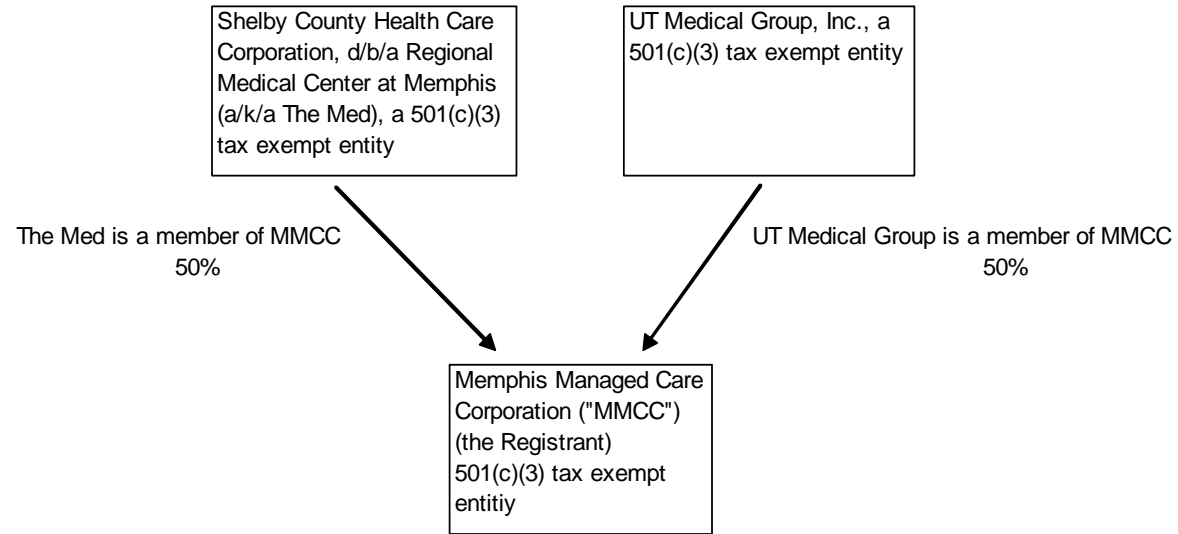 Shelby County Health Care
Corporation, d/b/a Regional
Medical Center at Memphis
(a/k/a The Med), a 501(c)(3)
tax exempt entity
UT Medical Group, Inc., a
501(c)(3) tax exempt entity
The Med is a member of MMCC
50%
UT Medical Group is a member of MMCC
50%
Memphis Managed Care
Corporation ("MMCC")
(the Registrant)
501(c)(3) tax exempt
entitiy